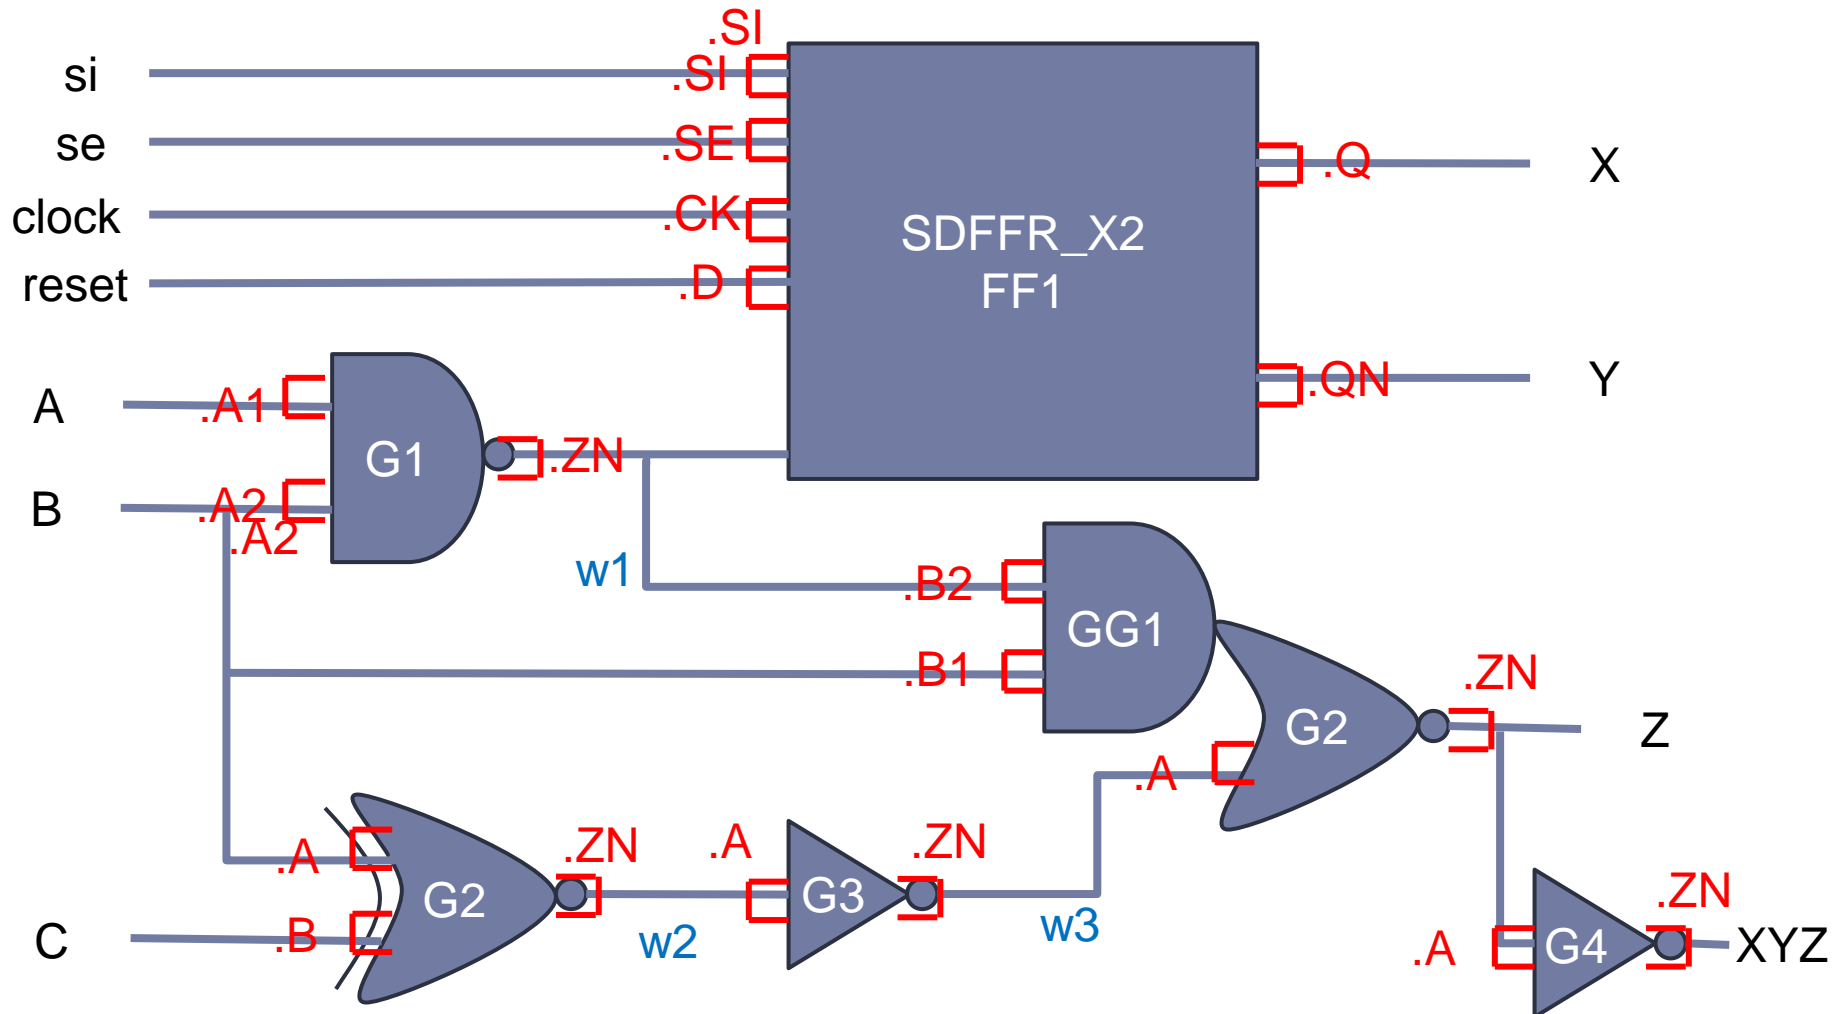 .SI
si
.SI
se
.SE
clock
.CK
reset
.D
SDFFR_X2
FF1
.Q
X
.QN
Y
A
.A1
G1
.ZN
B
.A2
.A2
w1
.B2
GG1
.B1
.ZN
G2
Z
.A
.A
G2
.B
C
.ZN
w2
.A
G3
.ZN
w3
.A
G4
.ZN
XYZ